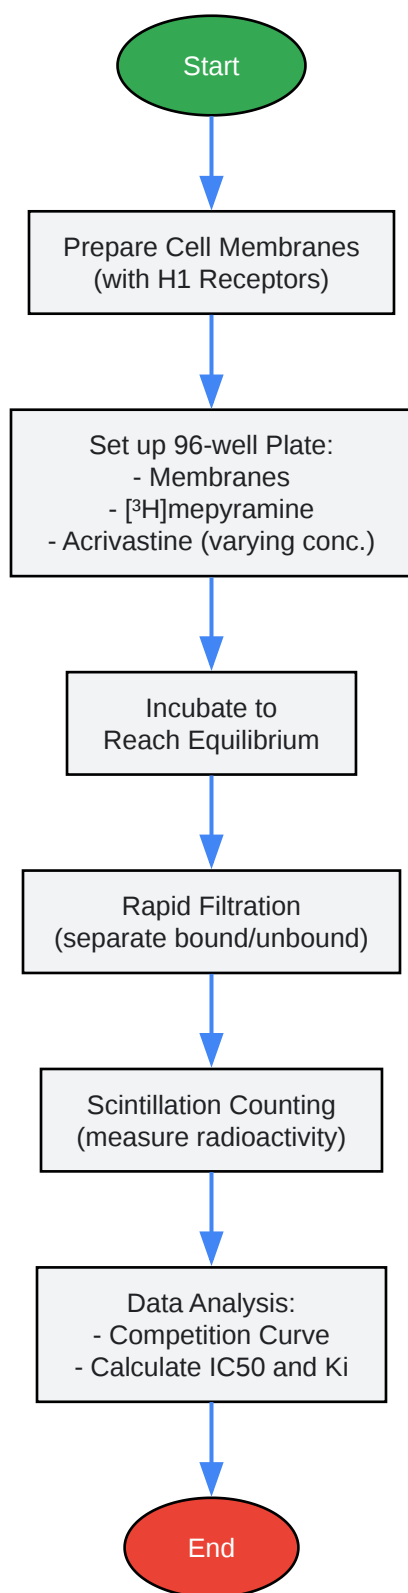 Start
Prepare Cell Membranes
(with H1 Receptors)
Set up 96-well Plate:
- Membranes
- [³H]mepyramine
- Acrivastine (varying conc.)
Incubate to
Reach Equilibrium
Rapid Filtration
(separate bound/unbound)
Scintillation Counting
(measure radioactivity)
Data Analysis:
- Competition Curve
- Calculate IC50 and Ki
End